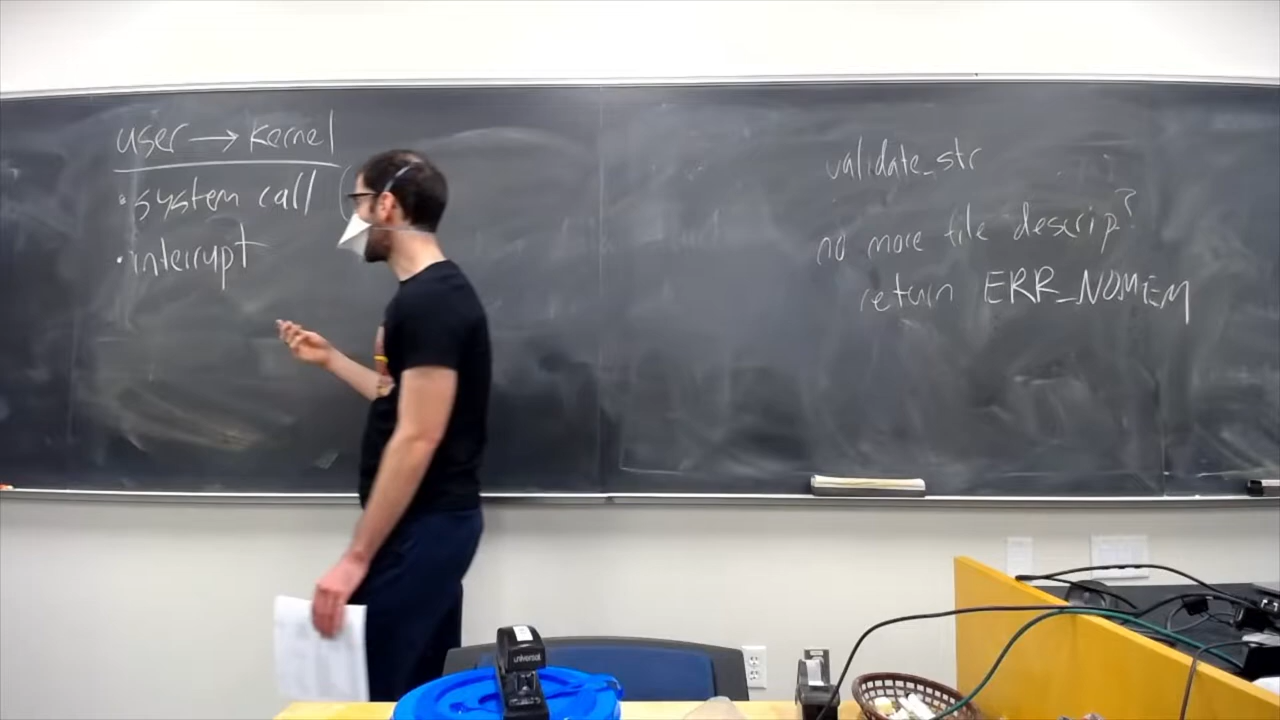 user → kernel
• system call (
• interrupt
validate_str
no more file descrip?
return ERR_NOMEM
universal